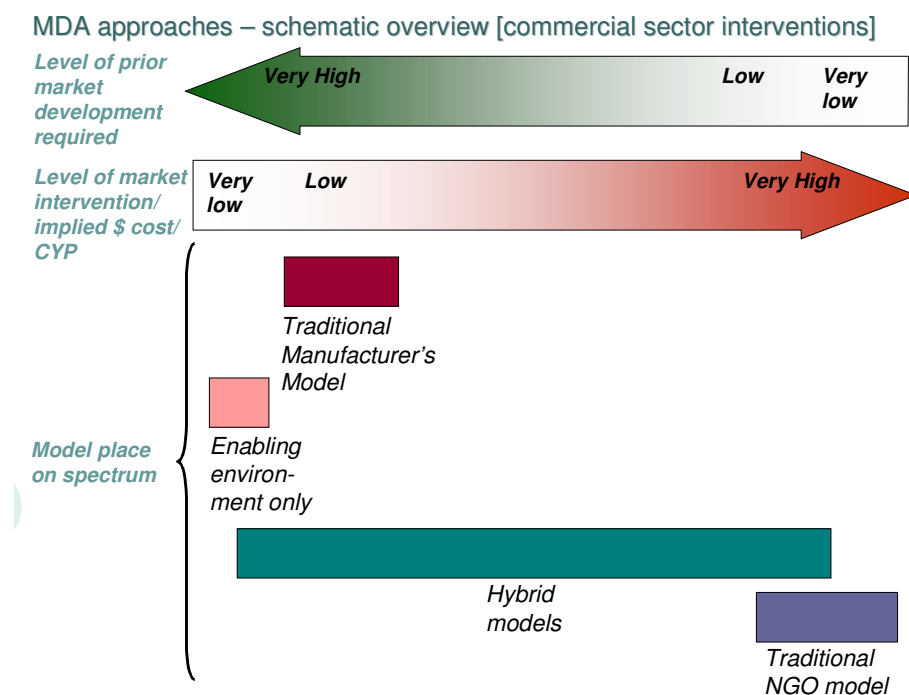 MDA approaches – schematic overview [commercial sector interventions]
Level of prior
market
development
required
Very High
Low
Very
low
Level of market
intervention/
implied $ cost/
CYP
Very
low
Low
Very High
Traditional
Manufacturer's
Model
Enabling
environ-
ment only
Model place
on spectrum
Hybrid
models
Traditional
NGO model